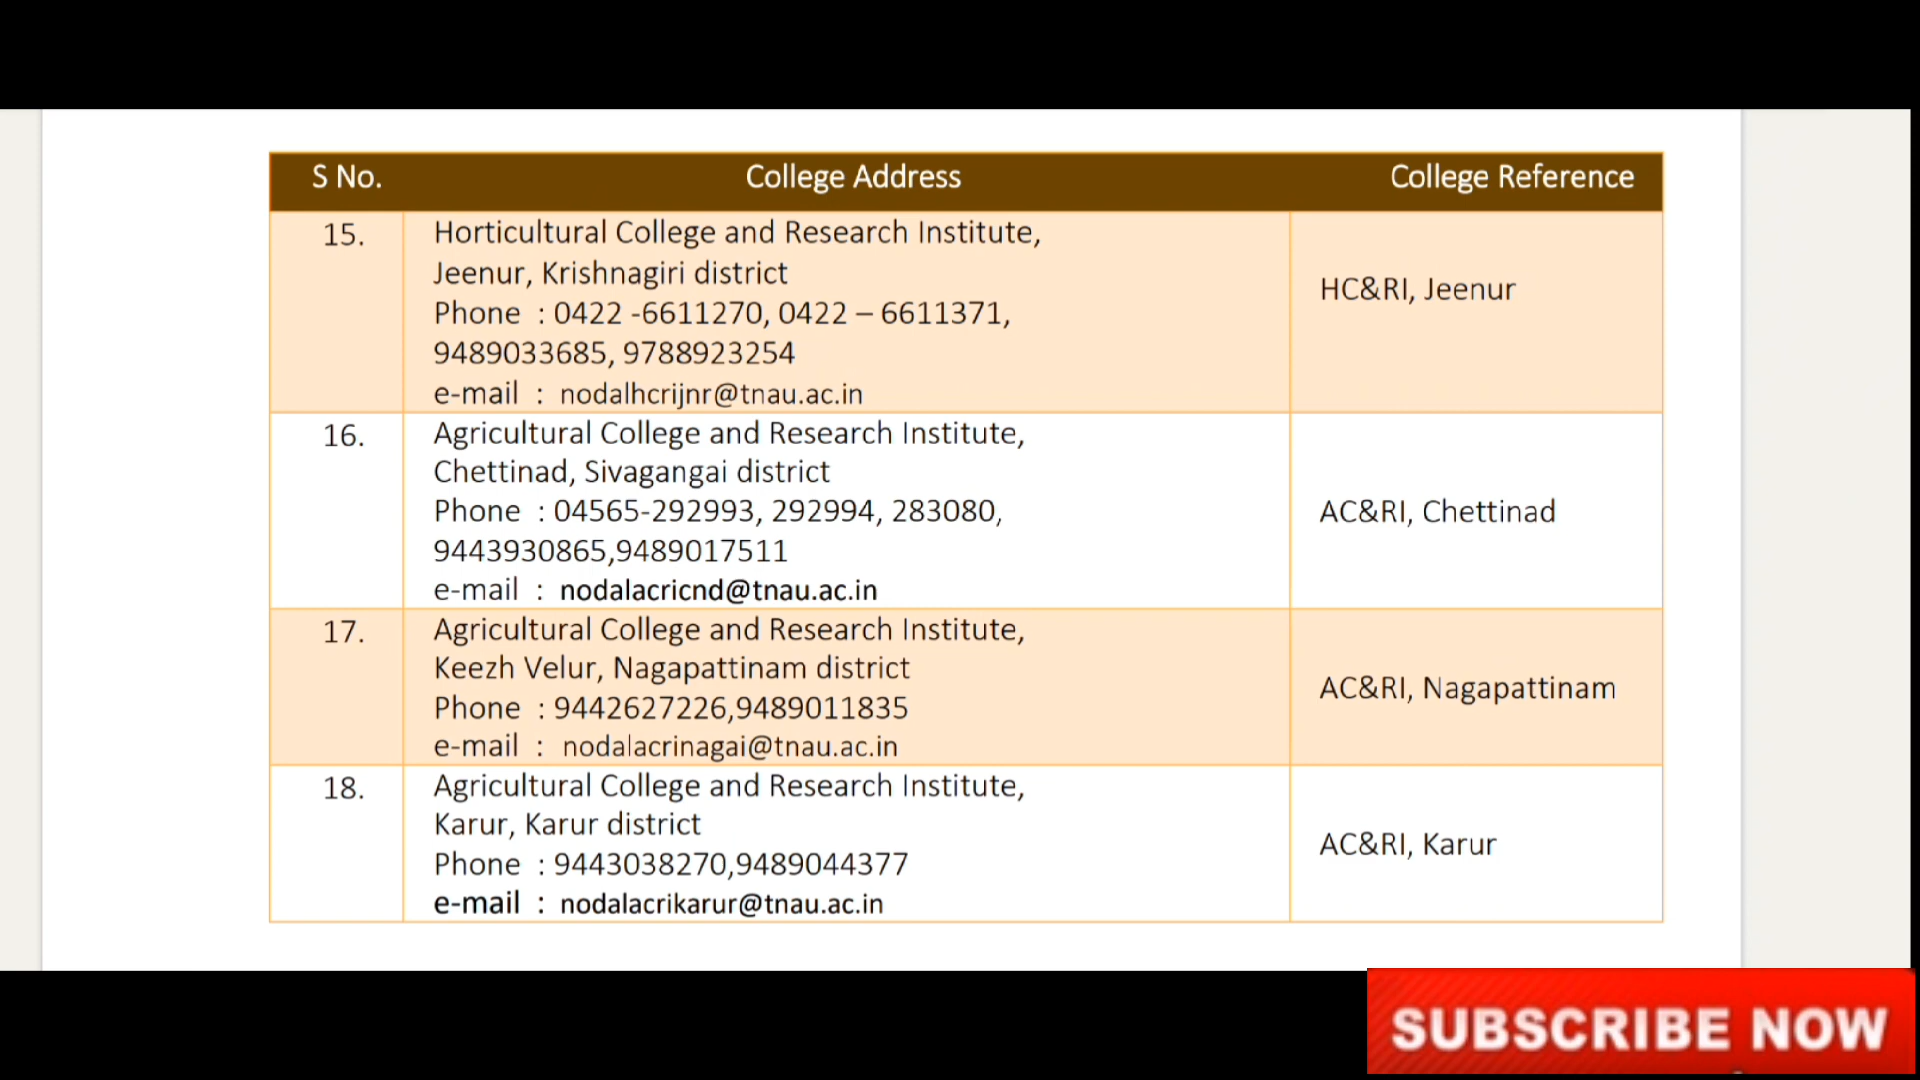 S No. College Address College Reference
15. Horticultural College and Research Institute,
Jeenur, Krishnagiri district
Phone : 0422 -6611270, 0422 – 6611371,
9489033685, 9788923254
e-mail : nodalhcrijnr@tnau.ac.in
HC&RI, Jeenur
16. Agricultural College and Research Institute,
Chettinad, Sivagangai district
Phone : 04565-292993, 292994, 283080,
9443930865,9489017511
e-mail : nodalacricnd@tnau.ac.in
AC&RI, Chettinad
17. Agricultural College and Research Institute,
Keezh Velur, Nagapattinam district
Phone : 9442627226,9489011835
e-mail : nodalacrinagai@tnau.ac.in
AC&RI, Nagapattinam
18. Agricultural College and Research Institute,
Karur, Karur district
Phone : 9443038270,9489044377
e-mail : nodalacrikarur@tnau.ac.in
AC&RI, Karur
SUBSCRIBE NOW